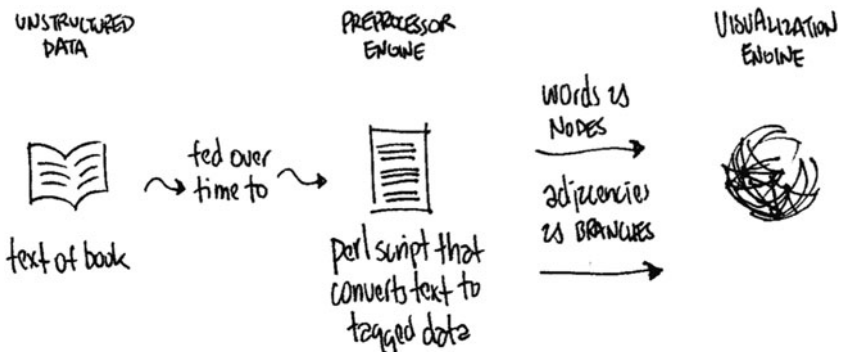 UNSTRUCTURED
DATA
text of book
fed over
time to
PREPROCESSOR
ENGINE
perl script that
converts text to
tagged data
words as
NODES
adjacencies
as BRANCHES
VISUALIZATION
ENGINE